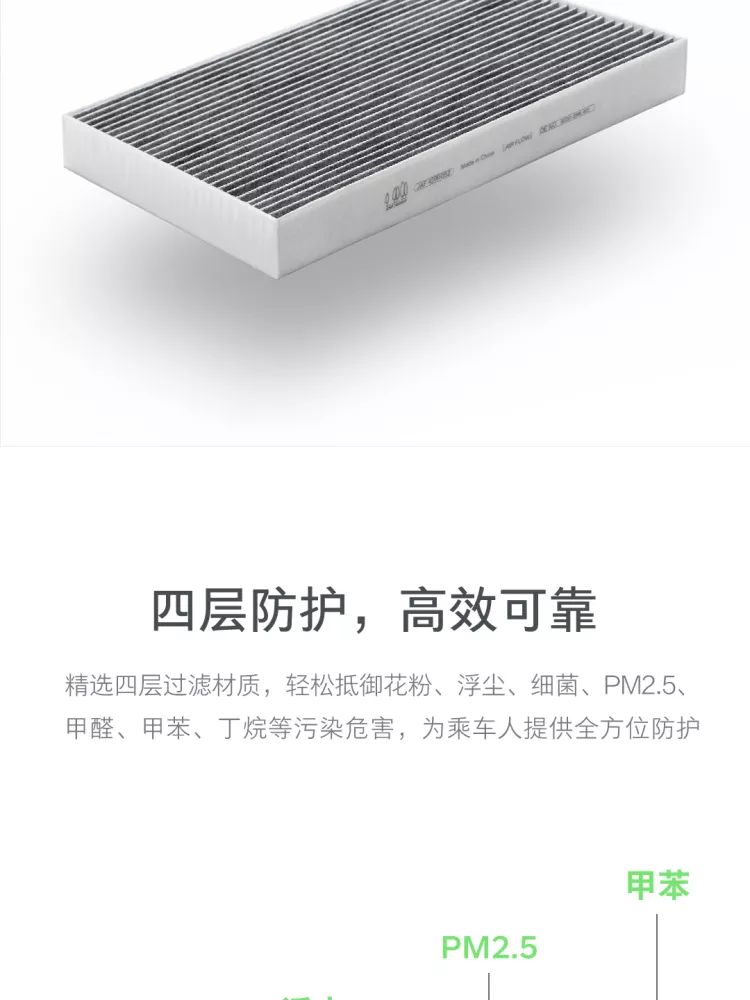 Made in China
AIR FLOW
四层防护，高效可靠
精选四层过滤材质，轻松抵御花粉、浮尘、细菌、PM2.5、
甲醛、甲苯、丁烷等污染危害，为乘车人提供全方位防护
甲苯
PM2.5